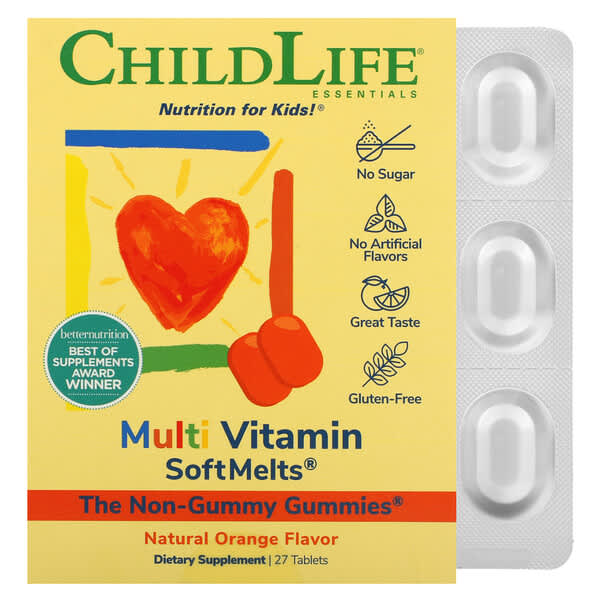 CHILDLIFE®
ESSENTIALS
Nutrition for Kids!®
No Sugar
No Artificial
Flavors
Great Taste
Gluten-Free
betternutrition
BEST OF
SUPPLEMENTS
AWARD
WINNER
Multi Vitamin
SoftMelts®
The Non-Gummy Gummies®
Natural Orange Flavor
Dietary Supplement | 27 Tablets